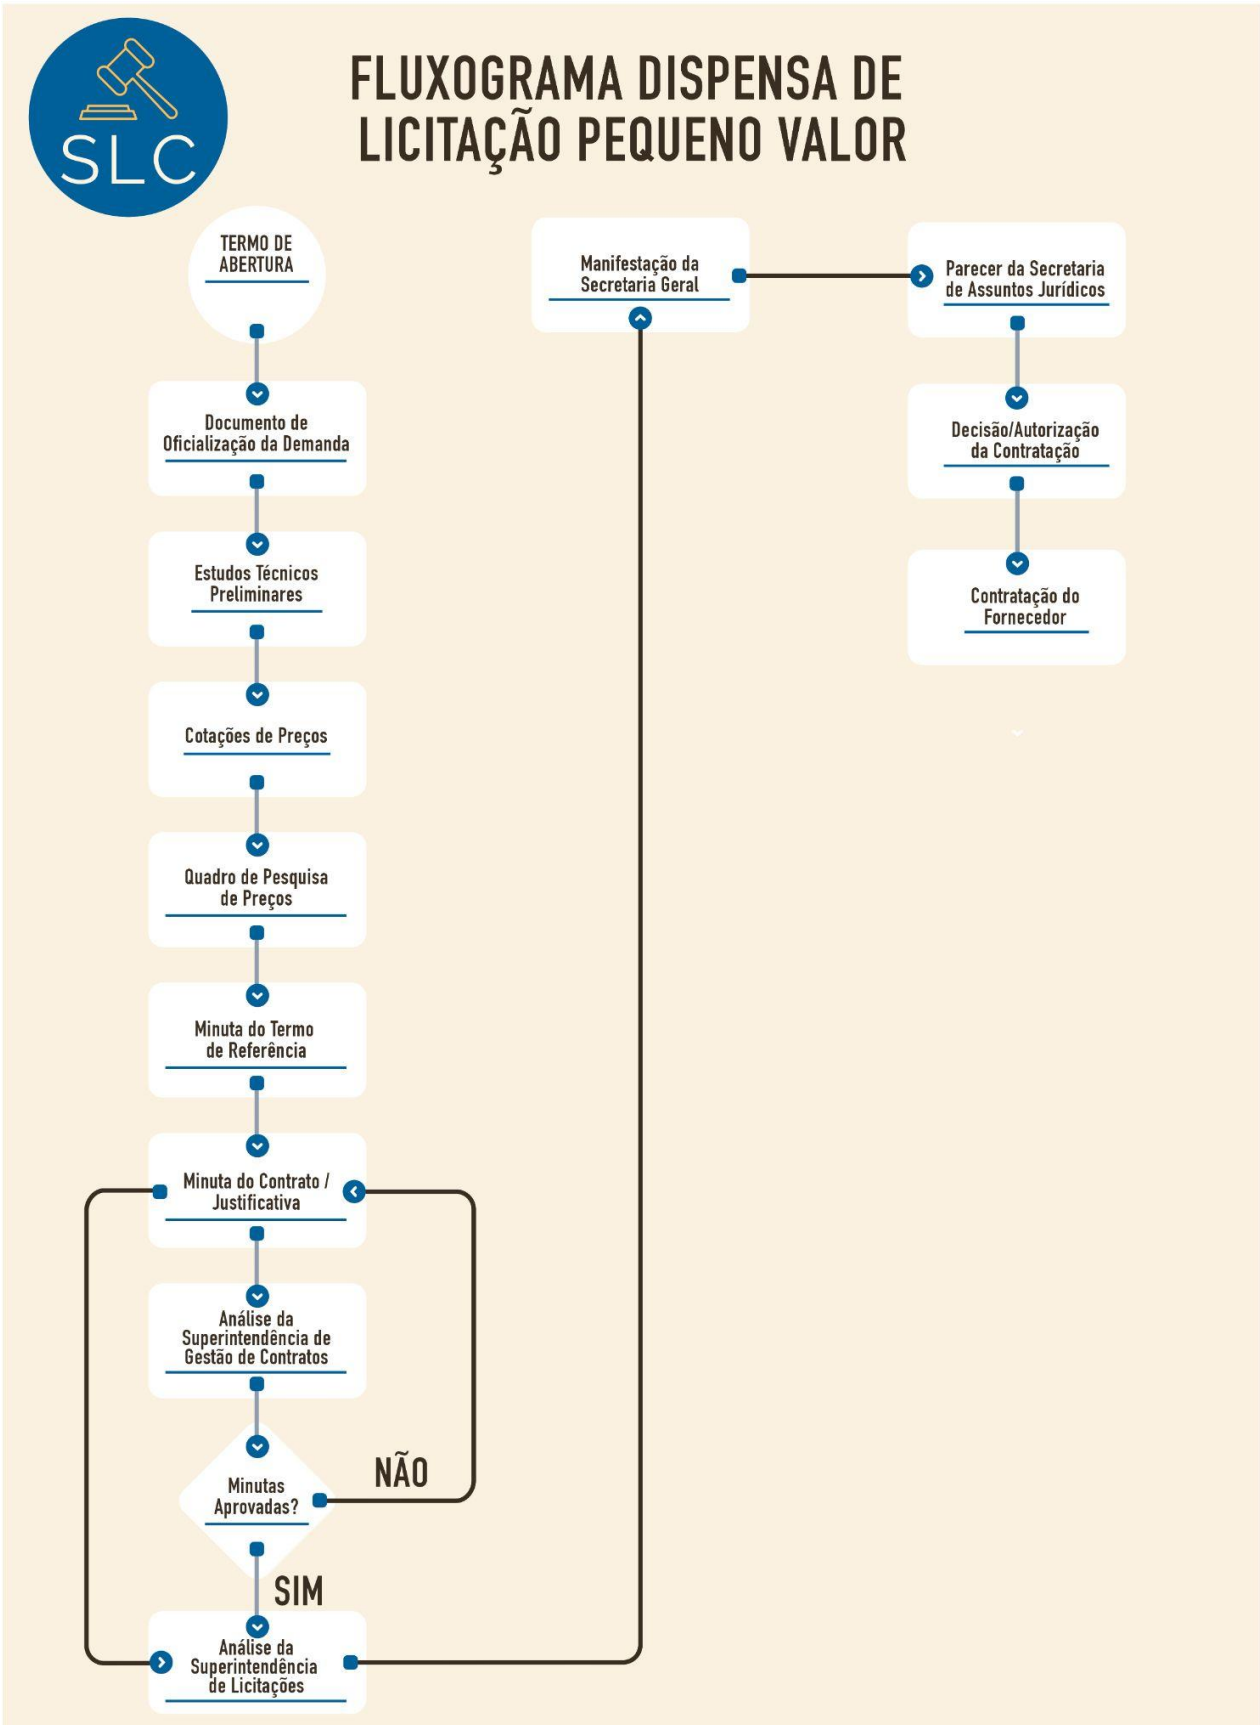 SLC
FLUXOGRAMA DISPENSA DE
LICITAÇÃO PEQUENO VALOR
TERMO DE
ABERTURA
Documento de
Oficialização da Demanda
Estudos Técnicos
Preliminares
Cotações de Preços
Quadro de Pesquisa
de Preços
Minuta do Termo
de Referência
Minuta do Contrato /
Justificativa
Análise da
Superintendência de
Gestão de Contratos
Minutas
Aprovadas?
NÃO
SIM
Análise da
Superintendência
de Licitações
Manifestação da
Secretaria Geral
Parecer da Secretaria
de Assuntos Jurídicos
Decisão/Autorização
da Contratação
Contratação do
Fornecedor